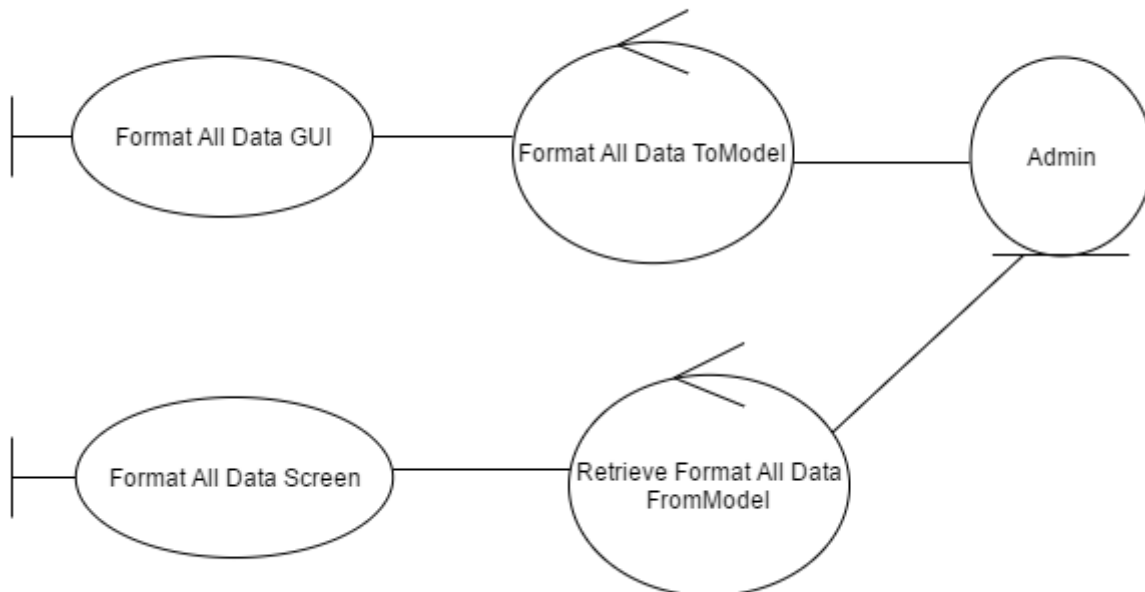 Format All Data GUI
Format All Data ToModel
Admin
Format All Data Screen
Retrieve Format All Data
FromModel